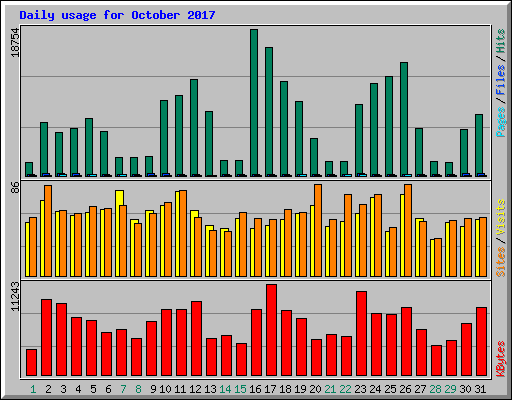 Daily usage for October 2017
18754
Pages / Files / Hits
86
Sites / Visits
11243
KBytes
1 2 3 4 5 6 7 8 9 10 11 12 13 14 15 16 17 18 19 20 21 22 23 24 25 26 27 28 29 30 31